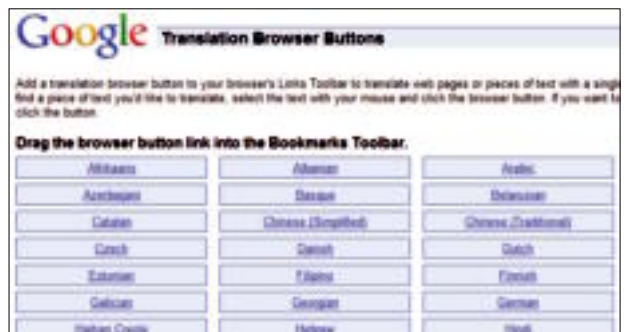 Google Translation Browser Buttons
Add a translation browser button to your browser's Links Toolbar to translate web pages or pieces of text with a single
find a piece of text you'd like to translate, select the text with your mouse and click the browser button. If you want to
click the button.
Drag the browser button link into the Bookmarks Toolbar.
Afrikaans Albanian Arabic
Azerbaijani Basque Belarusian
Catalan Chinese (Simplified) Chinese (Traditional)
Czech Danish Dutch
Estonian Filipino Finnish
Galician Georgian German
Haitian Creole Hebrew Hindi